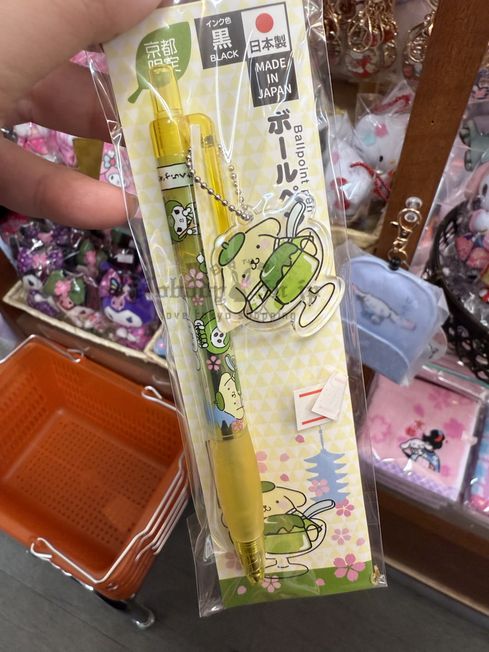 京都
限定
インク色
黒
BLACK
日本製
MADE
IN
JAPAN
ボールペ
Ballpoint Pen